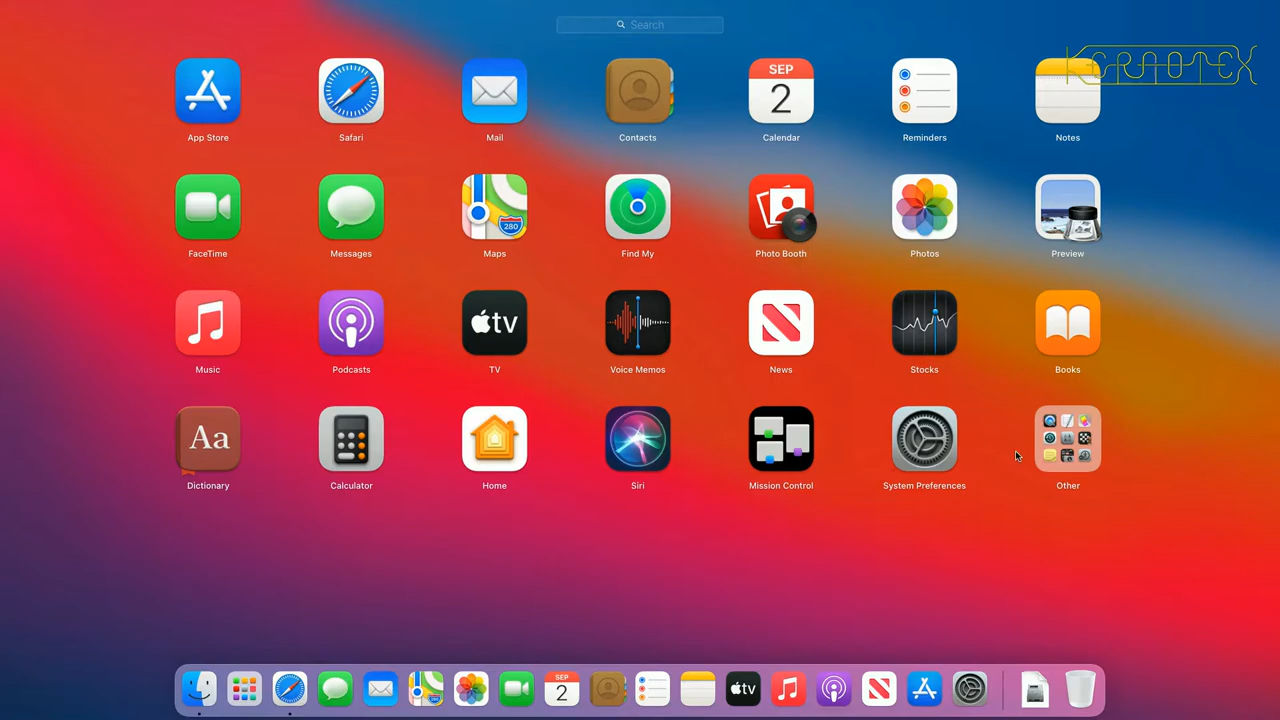 Search
KERAOTEX
App Store Safari Mail Contacts SEP 2 Calendar Reminders Notes
FaceTime Messages 280 Maps Find My Photo Booth Photos Preview
Music Podcasts tv TV Voice Memos News Stocks Books
Aa Dictionary Calculator Home Siri Mission Control System Preferences Other
SEP 2 tv